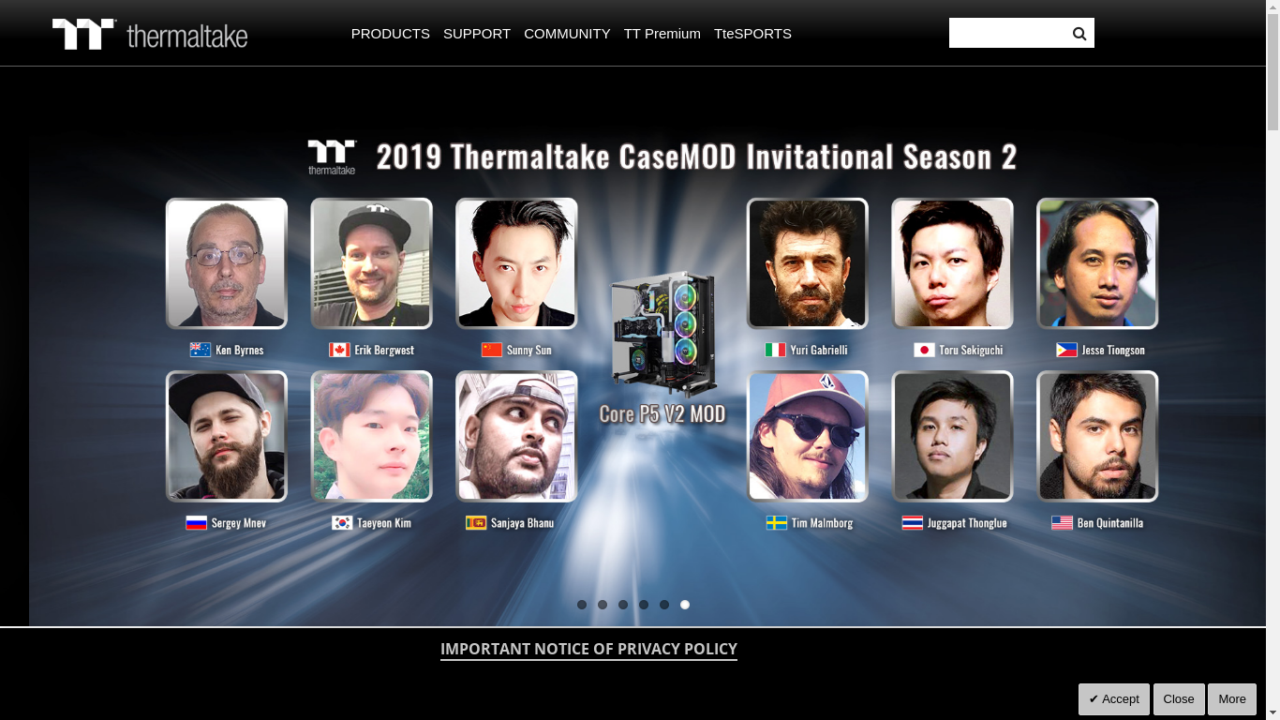 thermaltake
PRODUCTS SUPPORT COMMUNITY TT Premium TteSPORTS
thermaltake
2019 Thermaltake CaseMOD Invitational Season 2
Ken Byrnes Erik Bergwest Sunny Sun Yuri Gabrielli Toru Sekiguchi Jesse Tiongson
Core P5 V2 MOD
Sergey Mnev Taeyeon Kim Sanjaya Bhanu Tim Malmborg Juggapat Thonglue Ben Quintanilla
IMPORTANT NOTICE OF PRIVACY POLICY
✔ Accept Close More